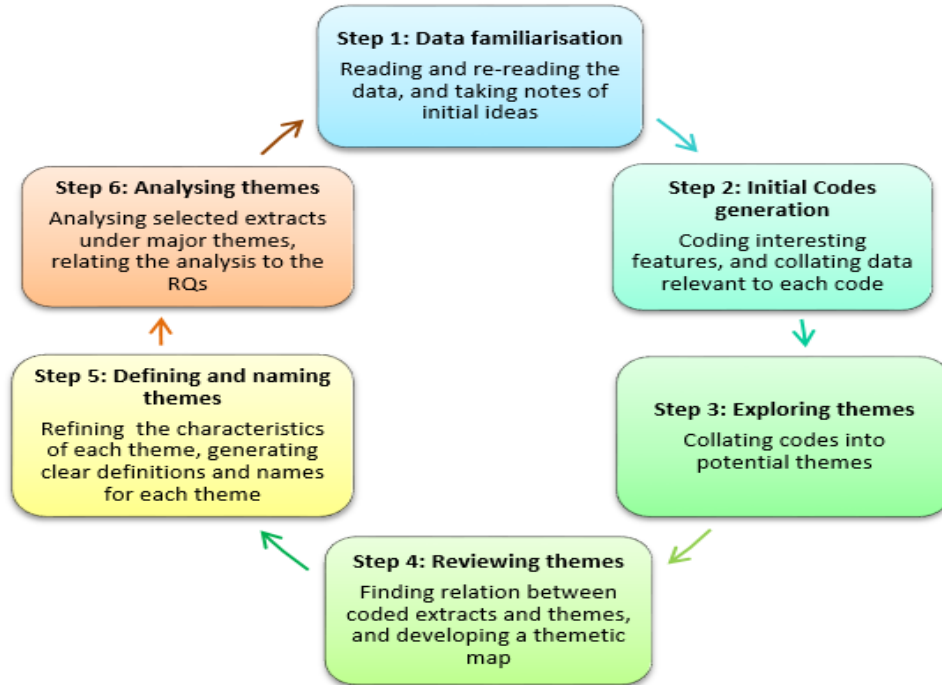 Step 1: Data familiarisation
Reading and re-reading the
data, and taking notes of
initial ideas
Step 2: Initial Codes
generation
Coding interesting
features, and collating data
relevant to each code
Step 3: Exploring themes
Collating codes into
potential themes
Step 4: Reviewing themes
Finding relation between
coded extracts and themes,
and developing a themetic
map
Step 5: Defining and naming
themes
Refining the characteristics
of each theme, generating
clear definitions and names
for each theme
Step 6: Analysing themes
Analysing selected extracts
under major themes,
relating the analysis to the
RQs